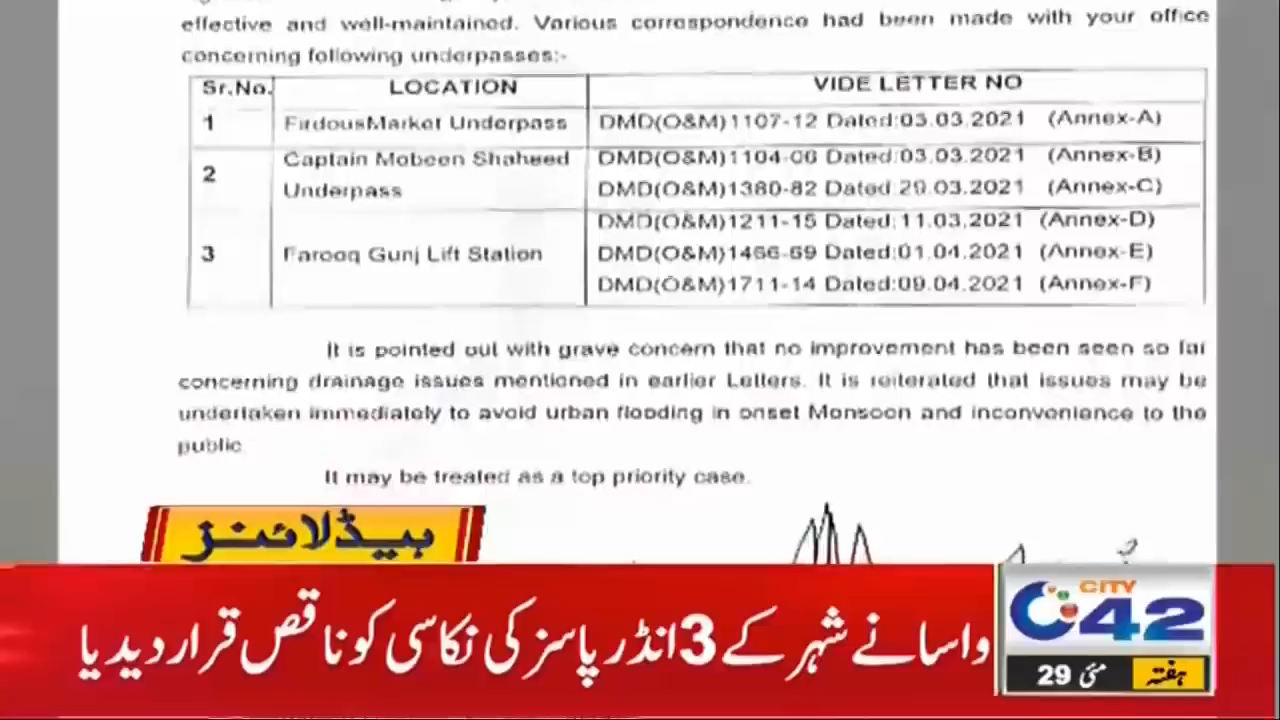 effective and well-maintained. Various correspondence had been made with your office
concerning following underpasses:-
Sr.No. LOCATION VIDE LETTER NO
1 FirdousMarket Underpass DMD(O&M)1107-12 Dated:03.03.2021 (Annex-A)
2 Captain Mobeen Shaheed Underpass DMD(O&M)1104-06 Dated:03.03.2021 (Annex-B)
DMD(O&M)1380-82 Dated 29.03.2021 (Annex-C)
3 Farooq Gunj Lift Station DMD(O&M)1211-15 Dated:11.03.2021 (Annex-D)
DMD(O&M)1466-69 Dated:01.04.2021 (Annex-E)
DMD(O&M)1711-14 Dated:09.04.2021 (Annex-F)
It is pointed out with grave concern that no improvement has been seen so far
concerning drainage issues mentioned in earlier Letters. It is reiterated that issues may be
undertaken immediately to avoid urban flooding in onset Monsoon and inconvenience to the
public
It may be treated as a top priority case.
ہیڈلائنز
واسا نے شہر کے 3 انڈر پاسز کی نکاسی کو ناقص قرار دیدیا
CITY
42
ہفتہ 29 مئی